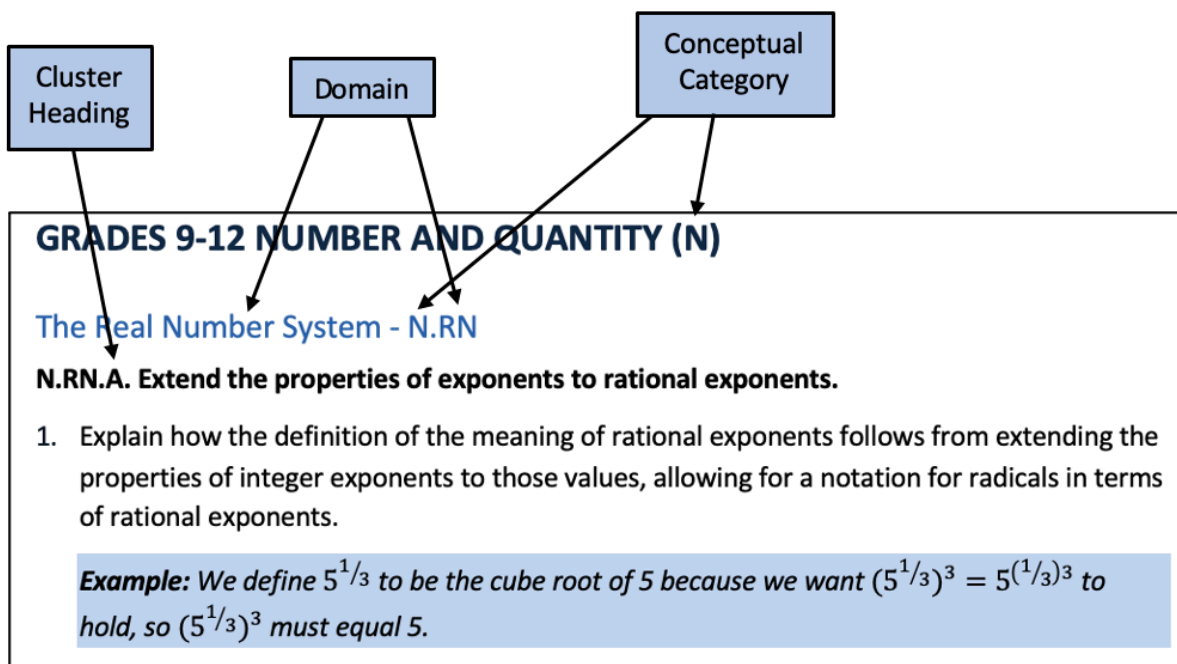 Cluster
Heading
Domain
Conceptual
Category
GRADES 9-12 NUMBER AND QUANTITY (N)
The Real Number System - N.RN
N.RN.A. Extend the properties of exponents to rational exponents.
1. Explain how the definition of the meaning of rational exponents follows from extending the
properties of integer exponents to those values, allowing for a notation for radicals in terms
of rational exponents.
Example: We define 5^1/3 to be the cube root of 5 because we want (5^1/3)^3 = 5^(1/3)3 to
hold, so (5^1/3)^3 must equal 5.